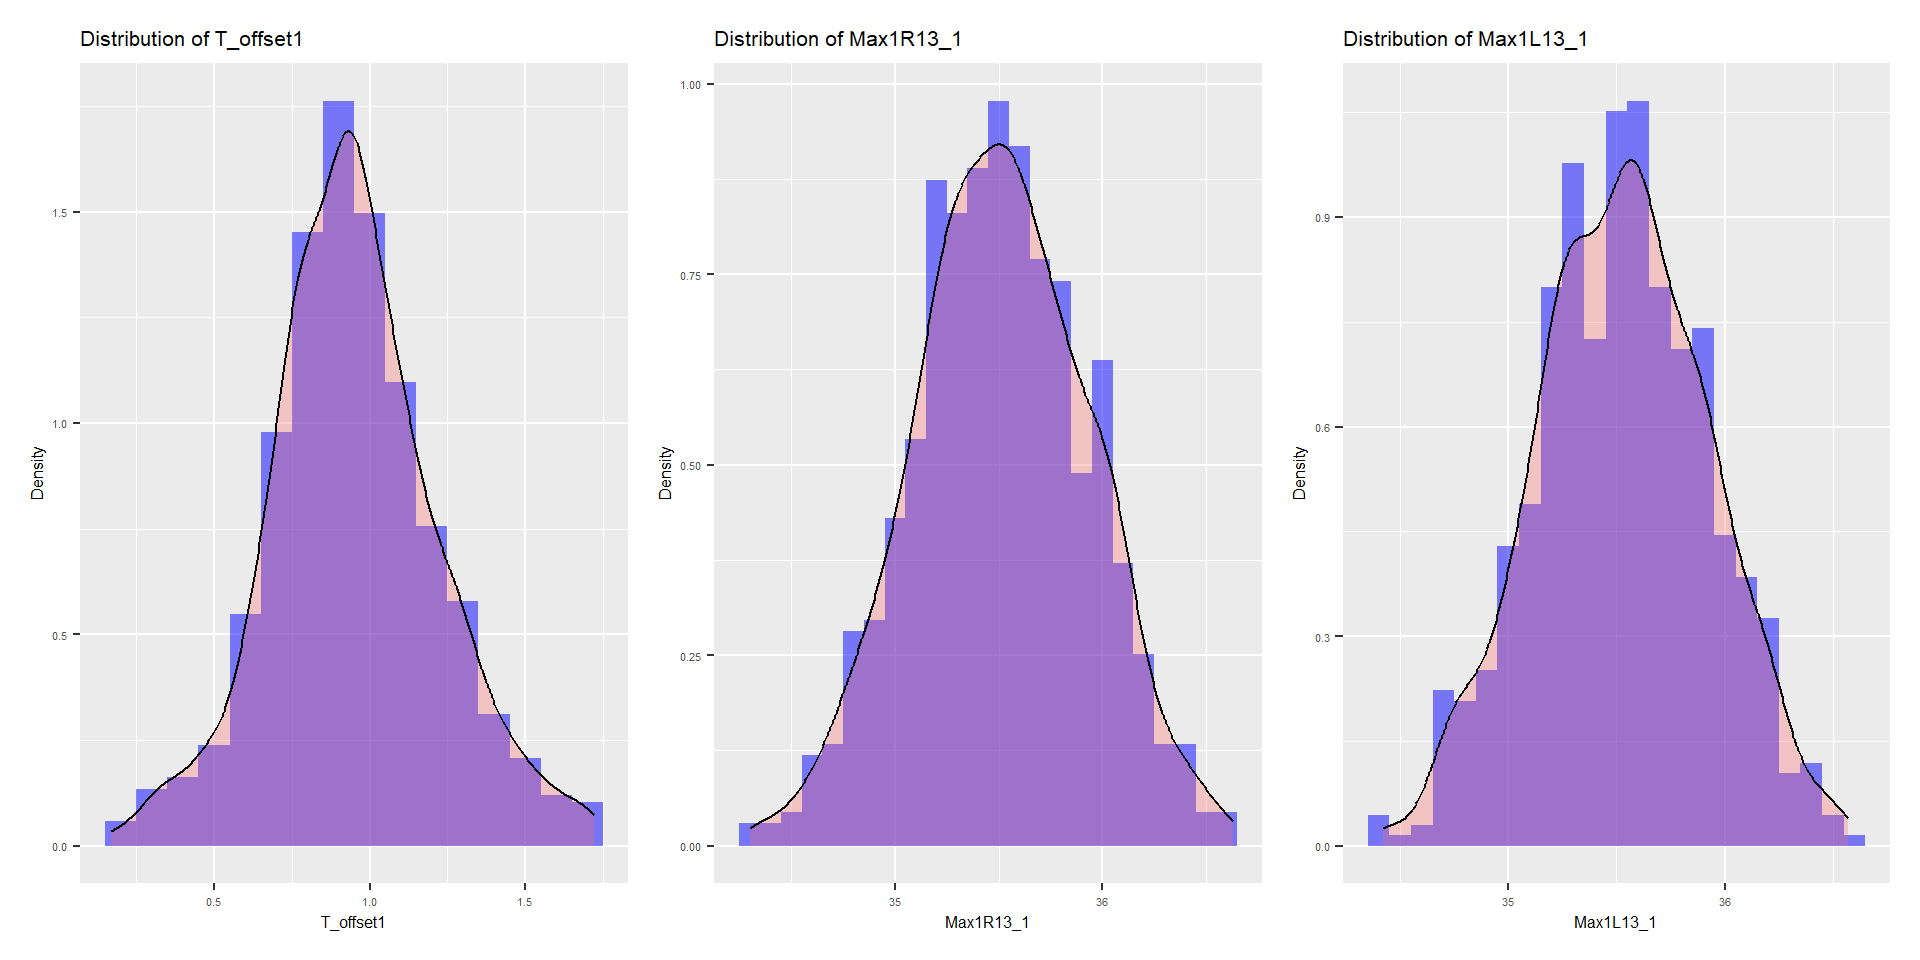 Distribution of T_offset1
Distribution of Max1R13_1
Distribution of Max1L13_1
Density
1.5
1.0
0.5
0.0
0.5
1.0
1.5
T_offset1
Density
1.00
0.75
0.50
0.25
0.00
35
36
Max1R13_1
Density
0.9
0.6
0.3
0.0
35
36
Max1L13_1